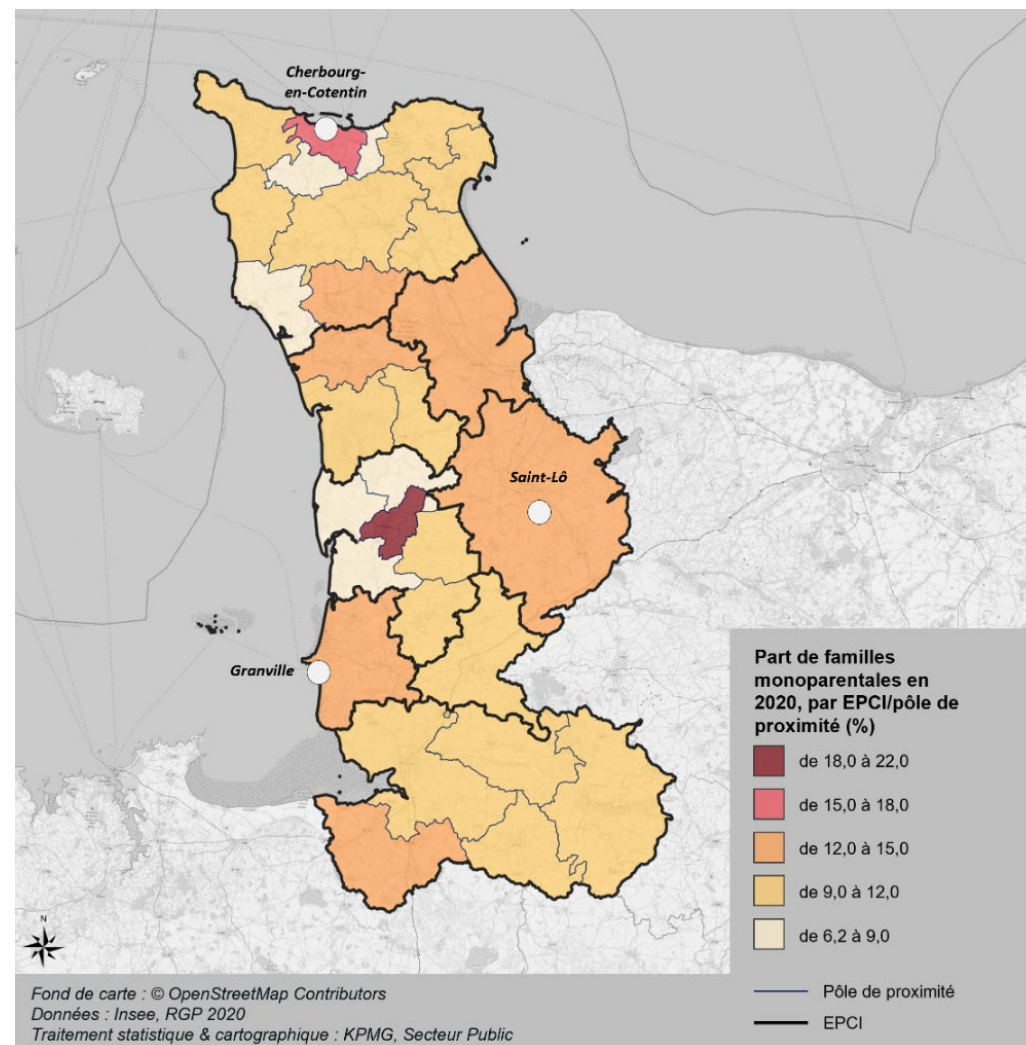 Cherbourg-
en-Cotentin
Saint-Lô
Granville
Part de familles
monoparentales en
2020, par EPCI/pôle de
proximité (%)
de 18,0 à 22,0
de 15,0 à 18,0
de 12,0 à 15,0
de 9,0 à 12,0
de 6,2 à 9,0
Pôle de proximité
EPCI
N
Fond de carte : © OpenStreetMap Contributors
Données : Insee, RGP 2020
Traitement statistique & cartographique : KPMG, Secteur Public